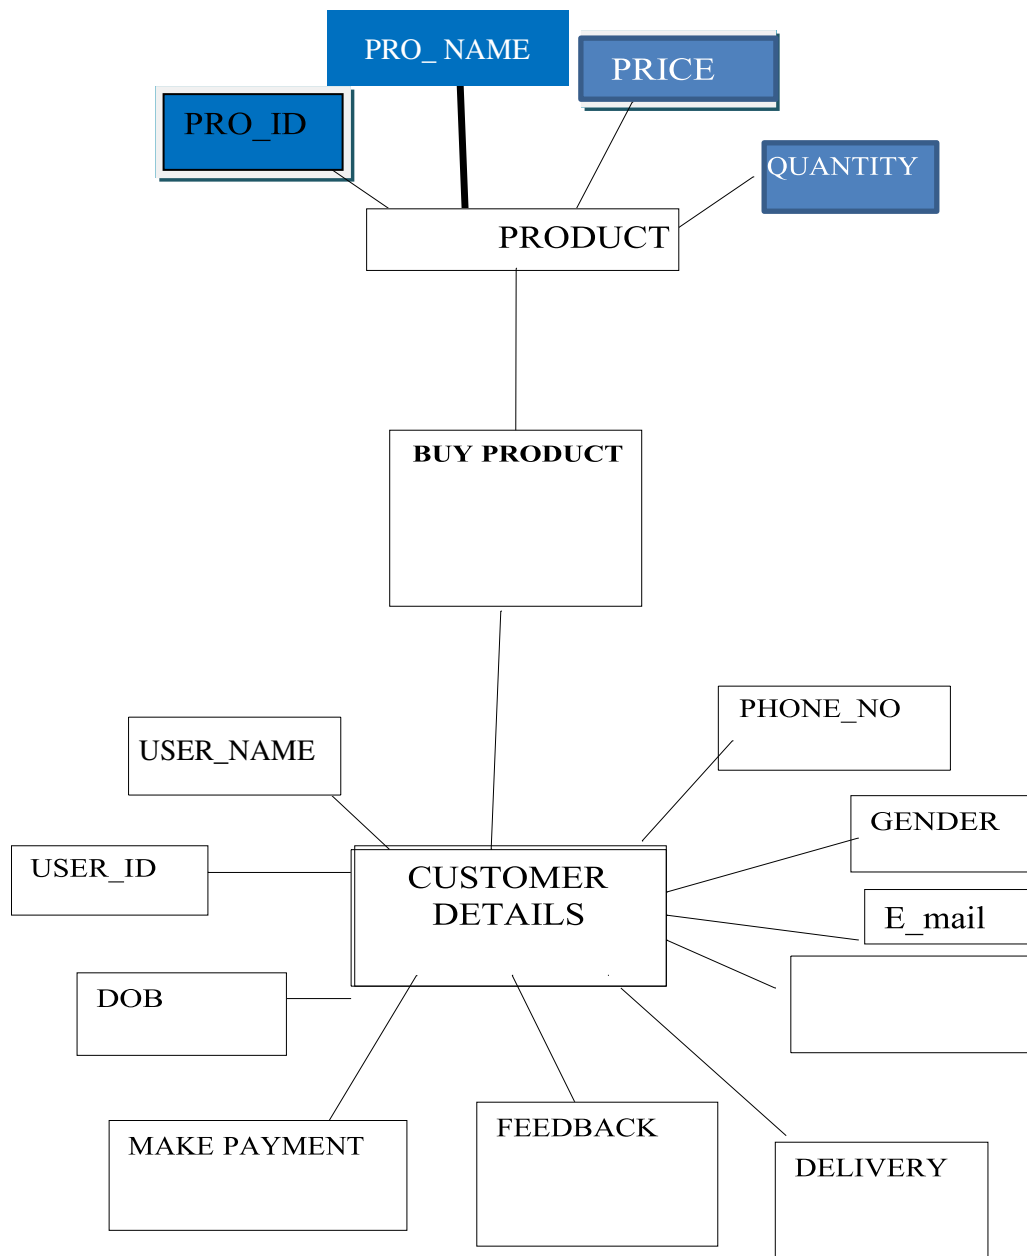 PRO_ NAME
PRICE
PRO_ID
QUANTITY
PRODUCT
BUY PRODUCT
PHONE_NO
USER_NAME
GENDER
USER_ID
CUSTOMER
DETAILS
E_mail
DOB
MAKE PAYMENT
FEEDBACK
DELIVERY